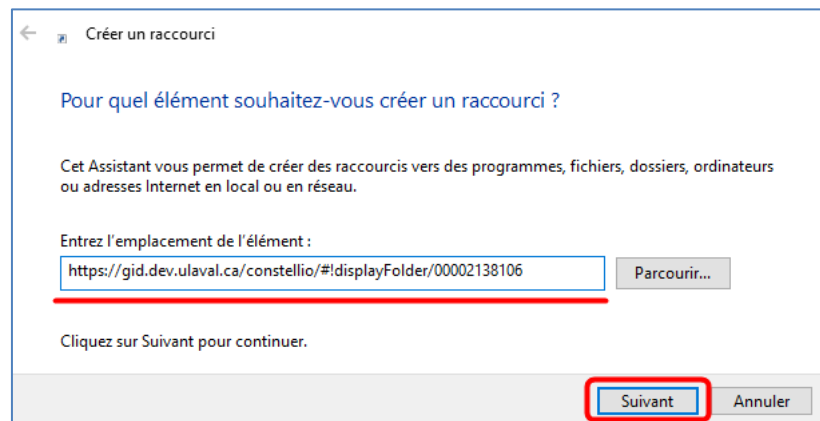 Créer un raccourci
Pour quel élément souhaitez-vous créer un raccourci ?
Cet Assistant vous permet de créer des raccourcis vers des programmes, fichiers, dossiers, ordinateurs
ou adresses Internet en local ou en réseau.
Entrez l'emplacement de l'élément :
https://gid.dev.ulaval.ca/constellio/#!displayFolder/00002138106
Parcourir...
Cliquez sur Suivant pour continuer.
Suivant
Annuler